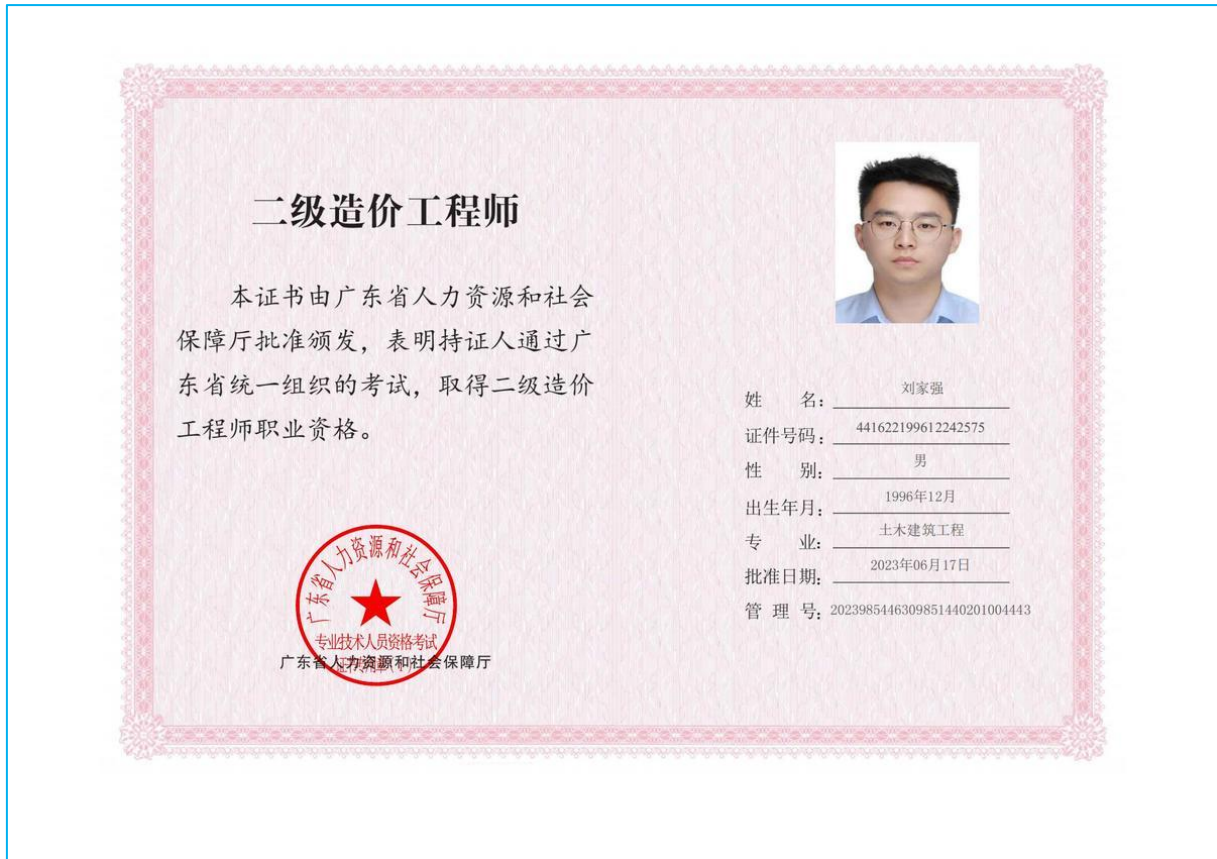 二级造价工程师
本证书由广东省人力资源和社会
保障厅批准颁发，表明持证人通过广
东省统一组织的考试，取得二级造价
工程师职业资格。
广东省人力资源和社会保障厅
专业技术人员资格考试
广东省人力资源和社会保障厅
姓 名：刘家强
证件号码：441622199612242575
性 别：男
出生年月：1996年12月
专 业：土木建筑工程
批准日期：2023年06月17日
管 理 号：2023985446309851440201004443